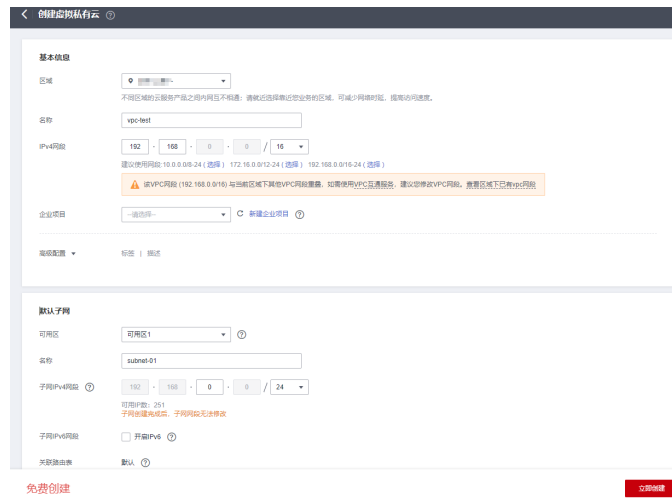 创建虚拟私有云
基本信息
区域
不同区域的云服务产品之间内网互不相通；请就近选择靠近您业务的区域，可减少网络时延，提高访问速度。
名称 vpc-test
IPv4网段 192 · 168 · 0 · 0 / 16
建议使用网段:10.0.0.0/8-24 ( 选择 ) 172.16.0.0/12-24 ( 选择 ) 192.168.0.0/16-24 ( 选择 )
该VPC网段 (192.168.0.0/16) 与当前区域下其他VPC网段重叠，如需使用VPC互通服务，建议您修改VPC网段。查看区域下已有vpc网段
企业项目 --请选择-- 新建企业项目
高级配置 标签 | 描述
默认子网
可用区 可用区1
名称 subnet-01
子网IPv4网段 192 · 168 · 0 · 0 / 24
可用IP数：251
子网创建完成后，子网网段无法修改
子网IPv6网段 开启IPv6
关联路由表 默认
免费创建 立即创建